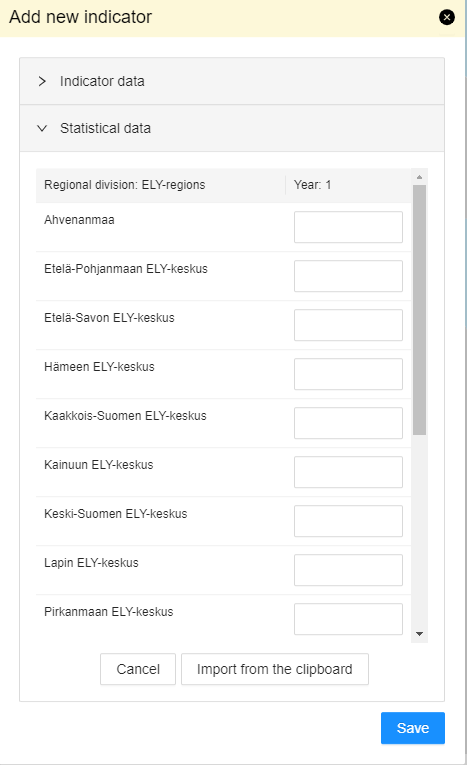 Add new indicator
Indicator data
Statistical data
Regional division: ELY-regions Year: 1
Ahvenanmaa
Etelä-Pohjanmaan ELY-keskus
Etelä-Savon ELY-keskus
Hämeen ELY-keskus
Kaakkois-Suomen ELY-keskus
Kainuun ELY-keskus
Keski-Suomen ELY-keskus
Lapin ELY-keskus
Pirkanmaan ELY-keskus
Cancel Import from the clipboard
Save